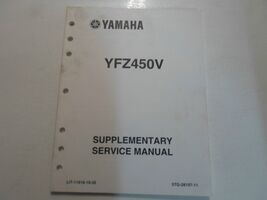 YAMAHA
YFZ450V
SUPPLEMENTARY
SERVICE MANUAL